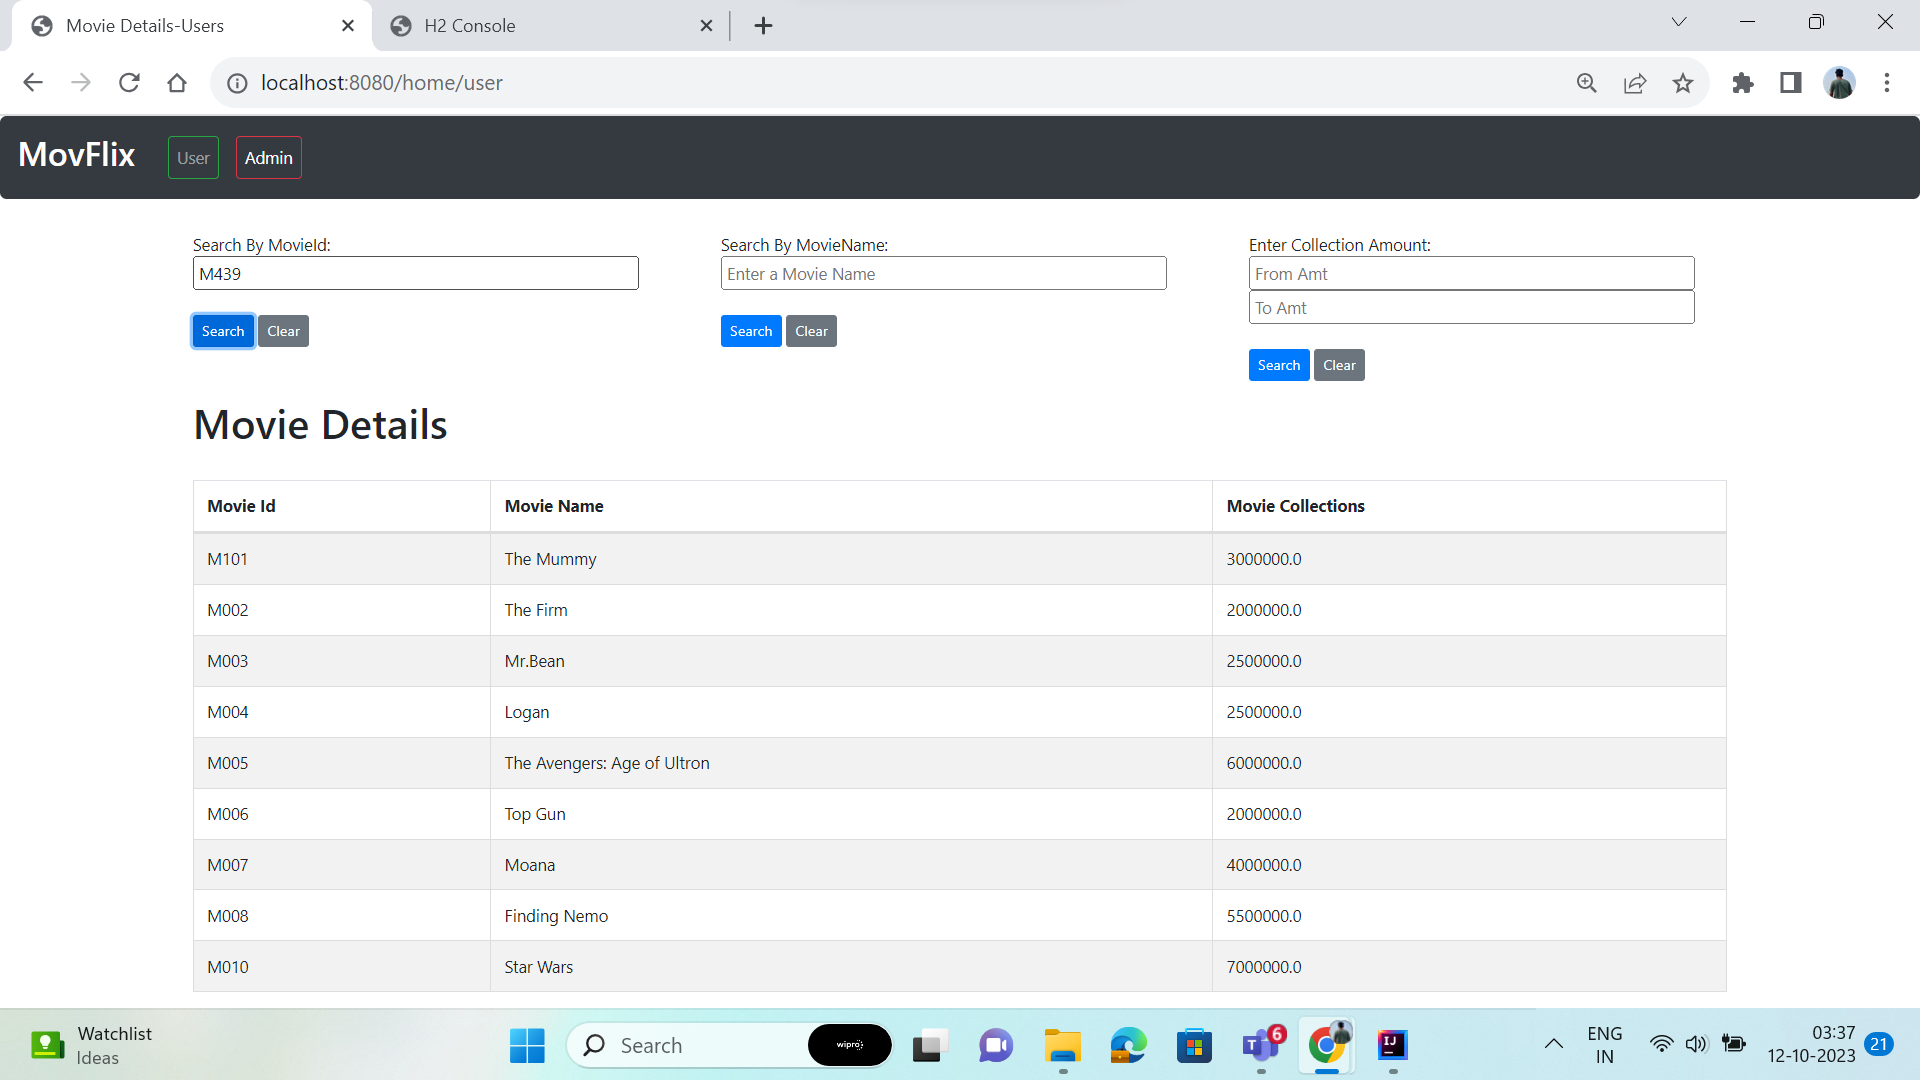 Movie Details-Users
H2 Console
localhost:8080/home/user
MovFlix
User
Admin
Search By MovieId:
Search By MovieName:
Enter Collection Amount:
M439
Enter a Movie Name
From Amt
To Amt
Search
Clear
Search
Clear
Search
Clear
Movie Details
Movie Id
Movie Name
Movie Collections
M101
The Mummy
3000000.0
M002
The Firm
2000000.0
M003
Mr.Bean
2500000.0
M004
Logan
2500000.0
M005
The Avengers: Age of Ultron
6000000.0
M006
Top Gun
2000000.0
M007
Moana
4000000.0
M008
Finding Nemo
5500000.0
M010
Star Wars
7000000.0
Watchlist
Ideas
Search
wipro
T
6
IJ
ENG
IN
03:37
12-10-2023
21